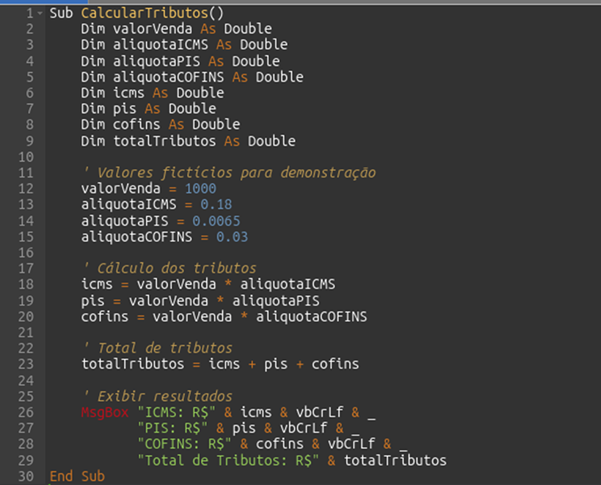 1 Sub CalcularTributos()
2 Dim valorVenda As Double
3 Dim aliquotaICMS As Double
4 Dim aliquotaPIS As Double
5 Dim aliquotaCOFINS As Double
6 Dim icms As Double
7 Dim pis As Double
8 Dim cofins As Double
9 Dim totalTributos As Double
10
11 ' Valores fictícios para demonstração
12 valorVenda = 1000
13 aliquotaICMS = 0.18
14 aliquotaPIS = 0.0065
15 aliquotaCOFINS = 0.03
16
17 ' Cálculo dos tributos
18 icms = valorVenda * aliquotaICMS
19 pis = valorVenda * aliquotaPIS
20 cofins = valorVenda * aliquotaCOFINS
21
22 ' Total de tributos
23 totalTributos = icms + pis + cofins
24
25 ' Exibir resultados
26 MsgBox "ICMS: R$" & icms & vbCrLf & _
27 "PIS: R$" & pis & vbCrLf & _
28 "COFINS: R$" & cofins & vbCrLf & _
29 "Total de Tributos: R$" & totalTributos
30 End Sub